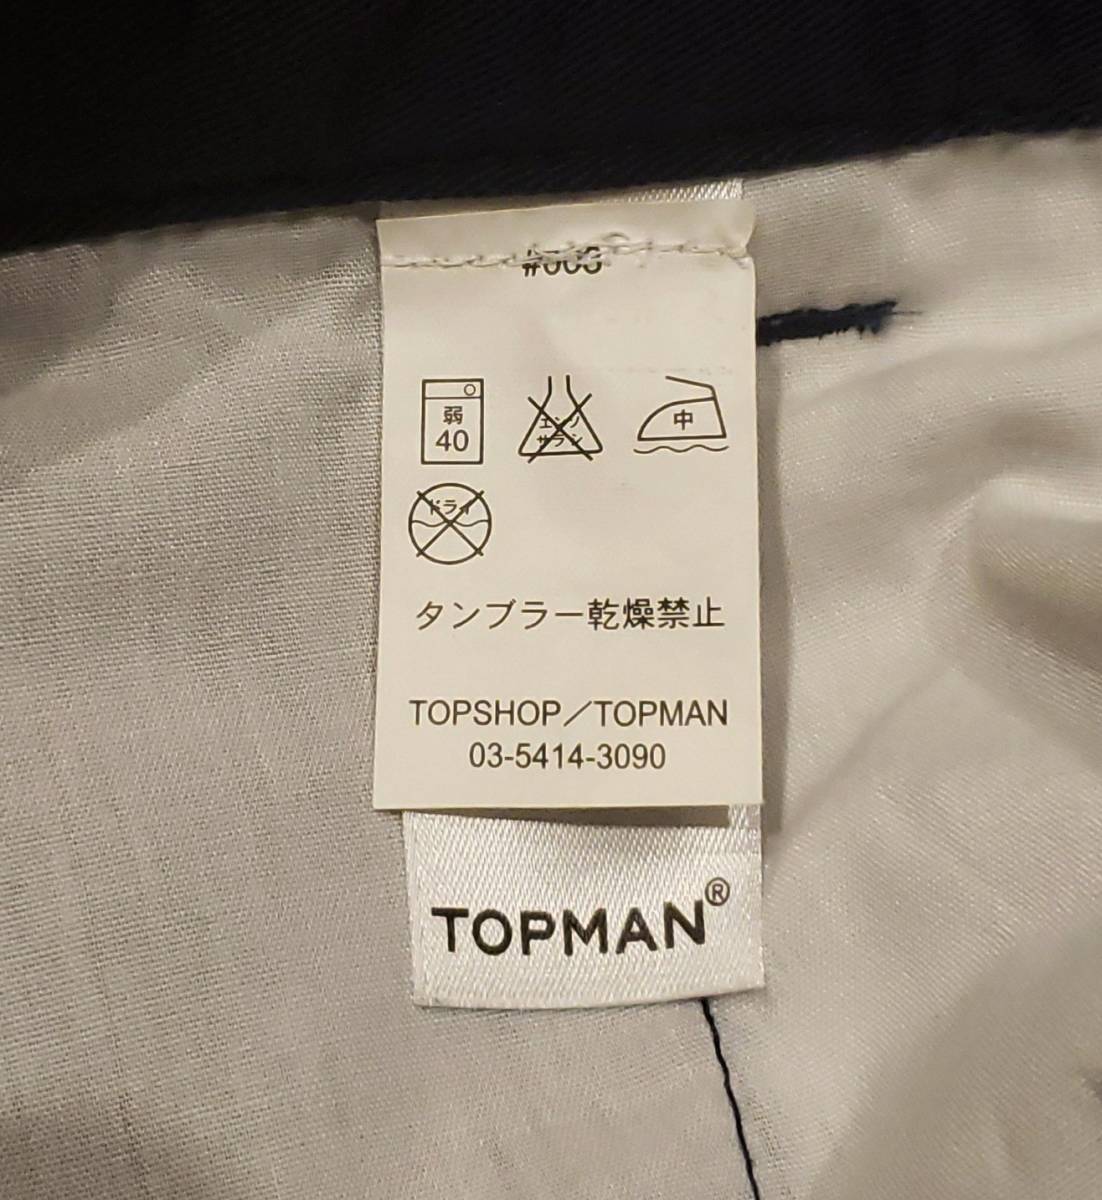 弱
40
エンソ
サラシ
中
ドライ
タンブラー乾燥禁止
TOPSHOP／TOPMAN
03-5414-3090
TOPMAN®